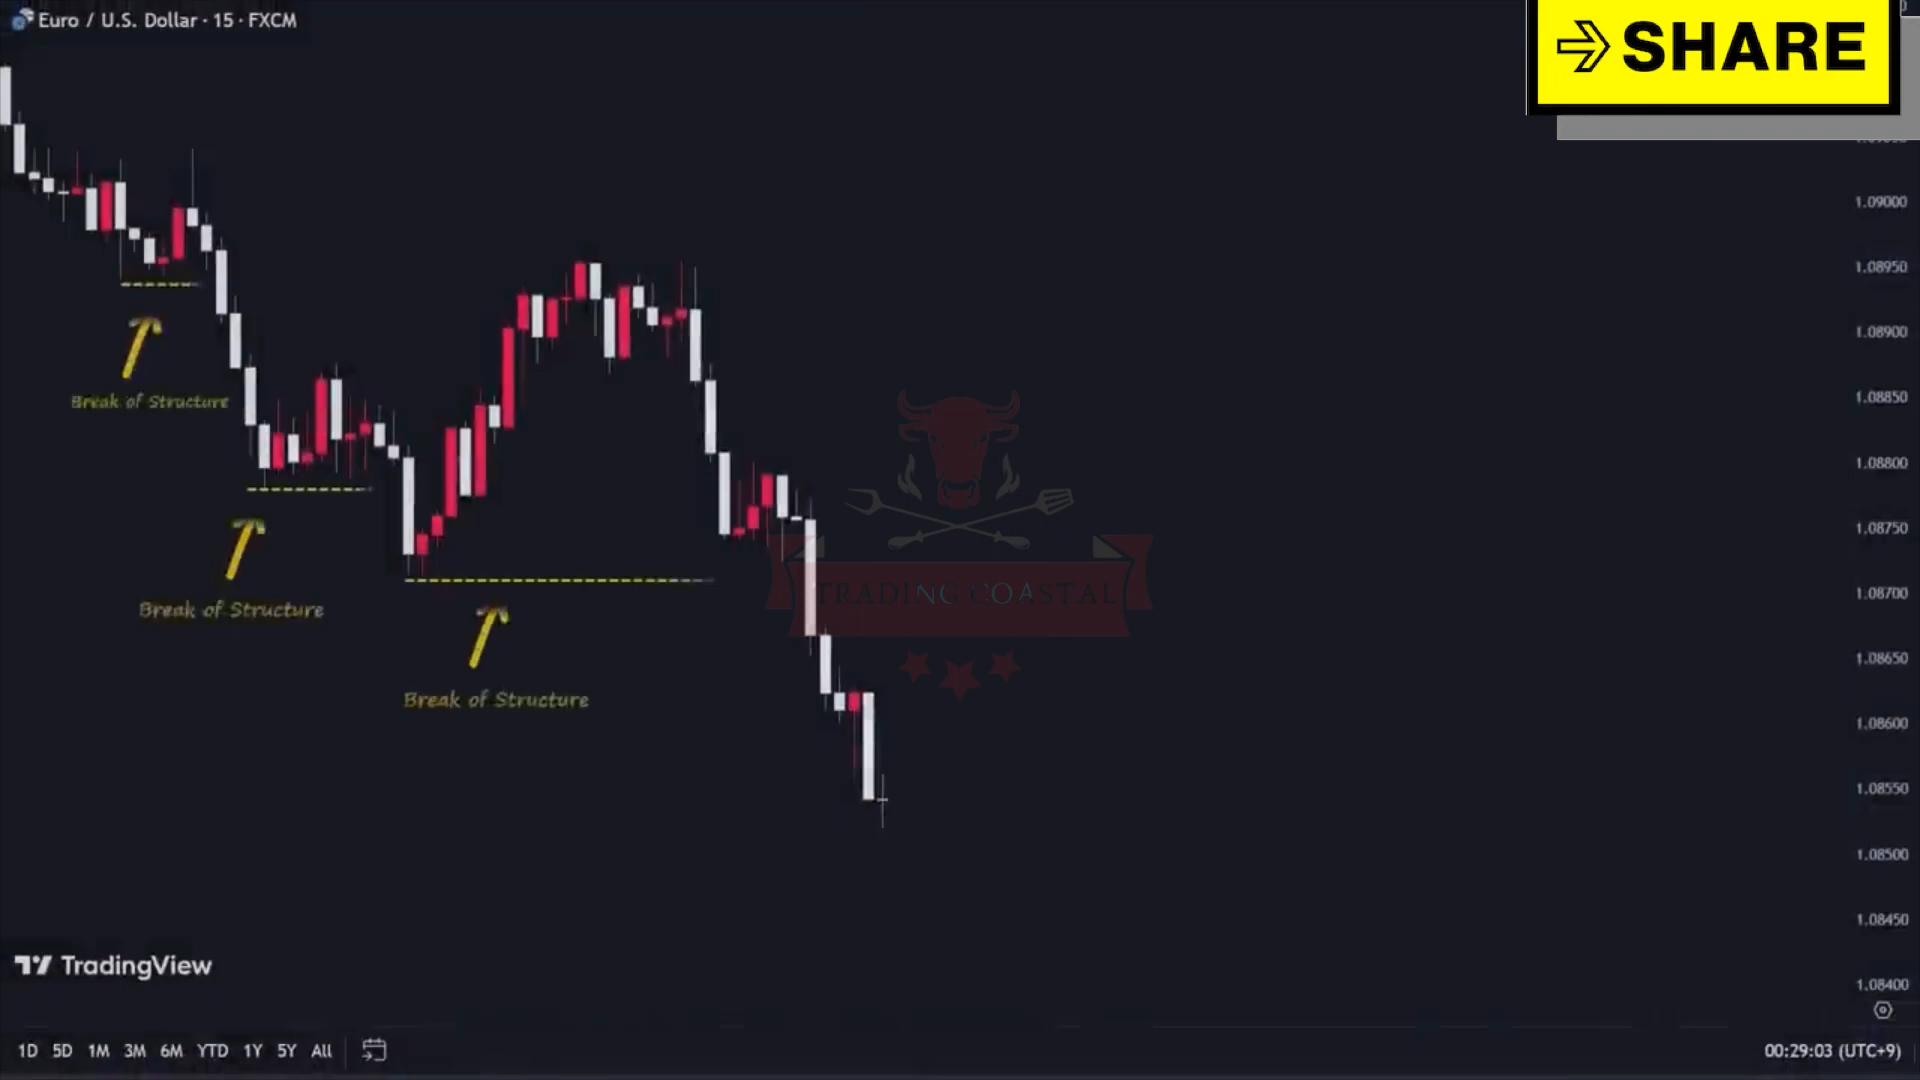 Euro / U.S. Dollar · 15 · FXCM
SHARE
1.09000
1.08950
1.08900
1.08850
1.08800
1.08750
1.08700
1.08650
1.08600
1.08550
1.08500
1.08450
1.08400
Break of Structure
Break of Structure
Break of Structure
TRADING COASTAL
TradingView
1D 5D 1M 3M 6M YTD 1Y 5Y All
00:29:03 (UTC+9)